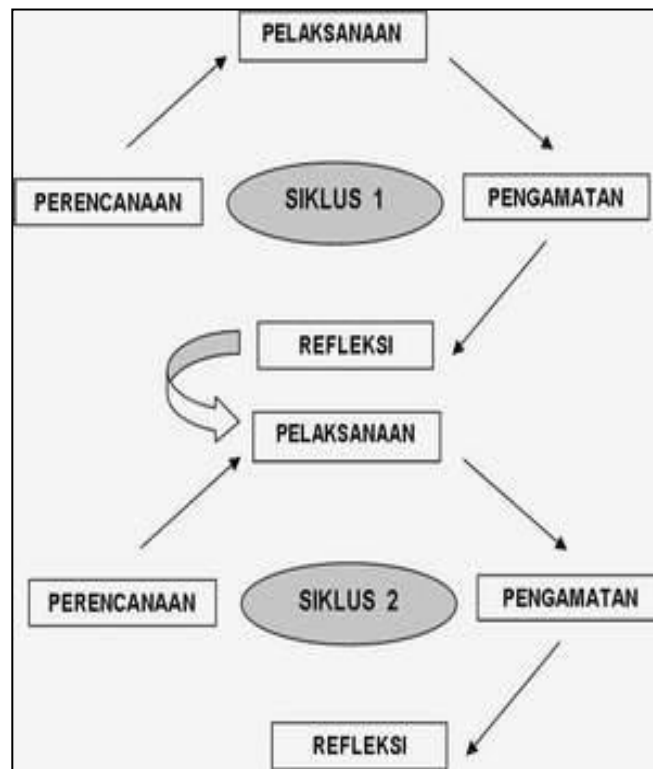 PELAKSANAAN
PERENCANAAN
SIKLUS 1
PENGAMATAN
REFLEKSI
PELAKSANAAN
PERENCANAAN
SIKLUS 2
PENGAMATAN
REFLEKSI